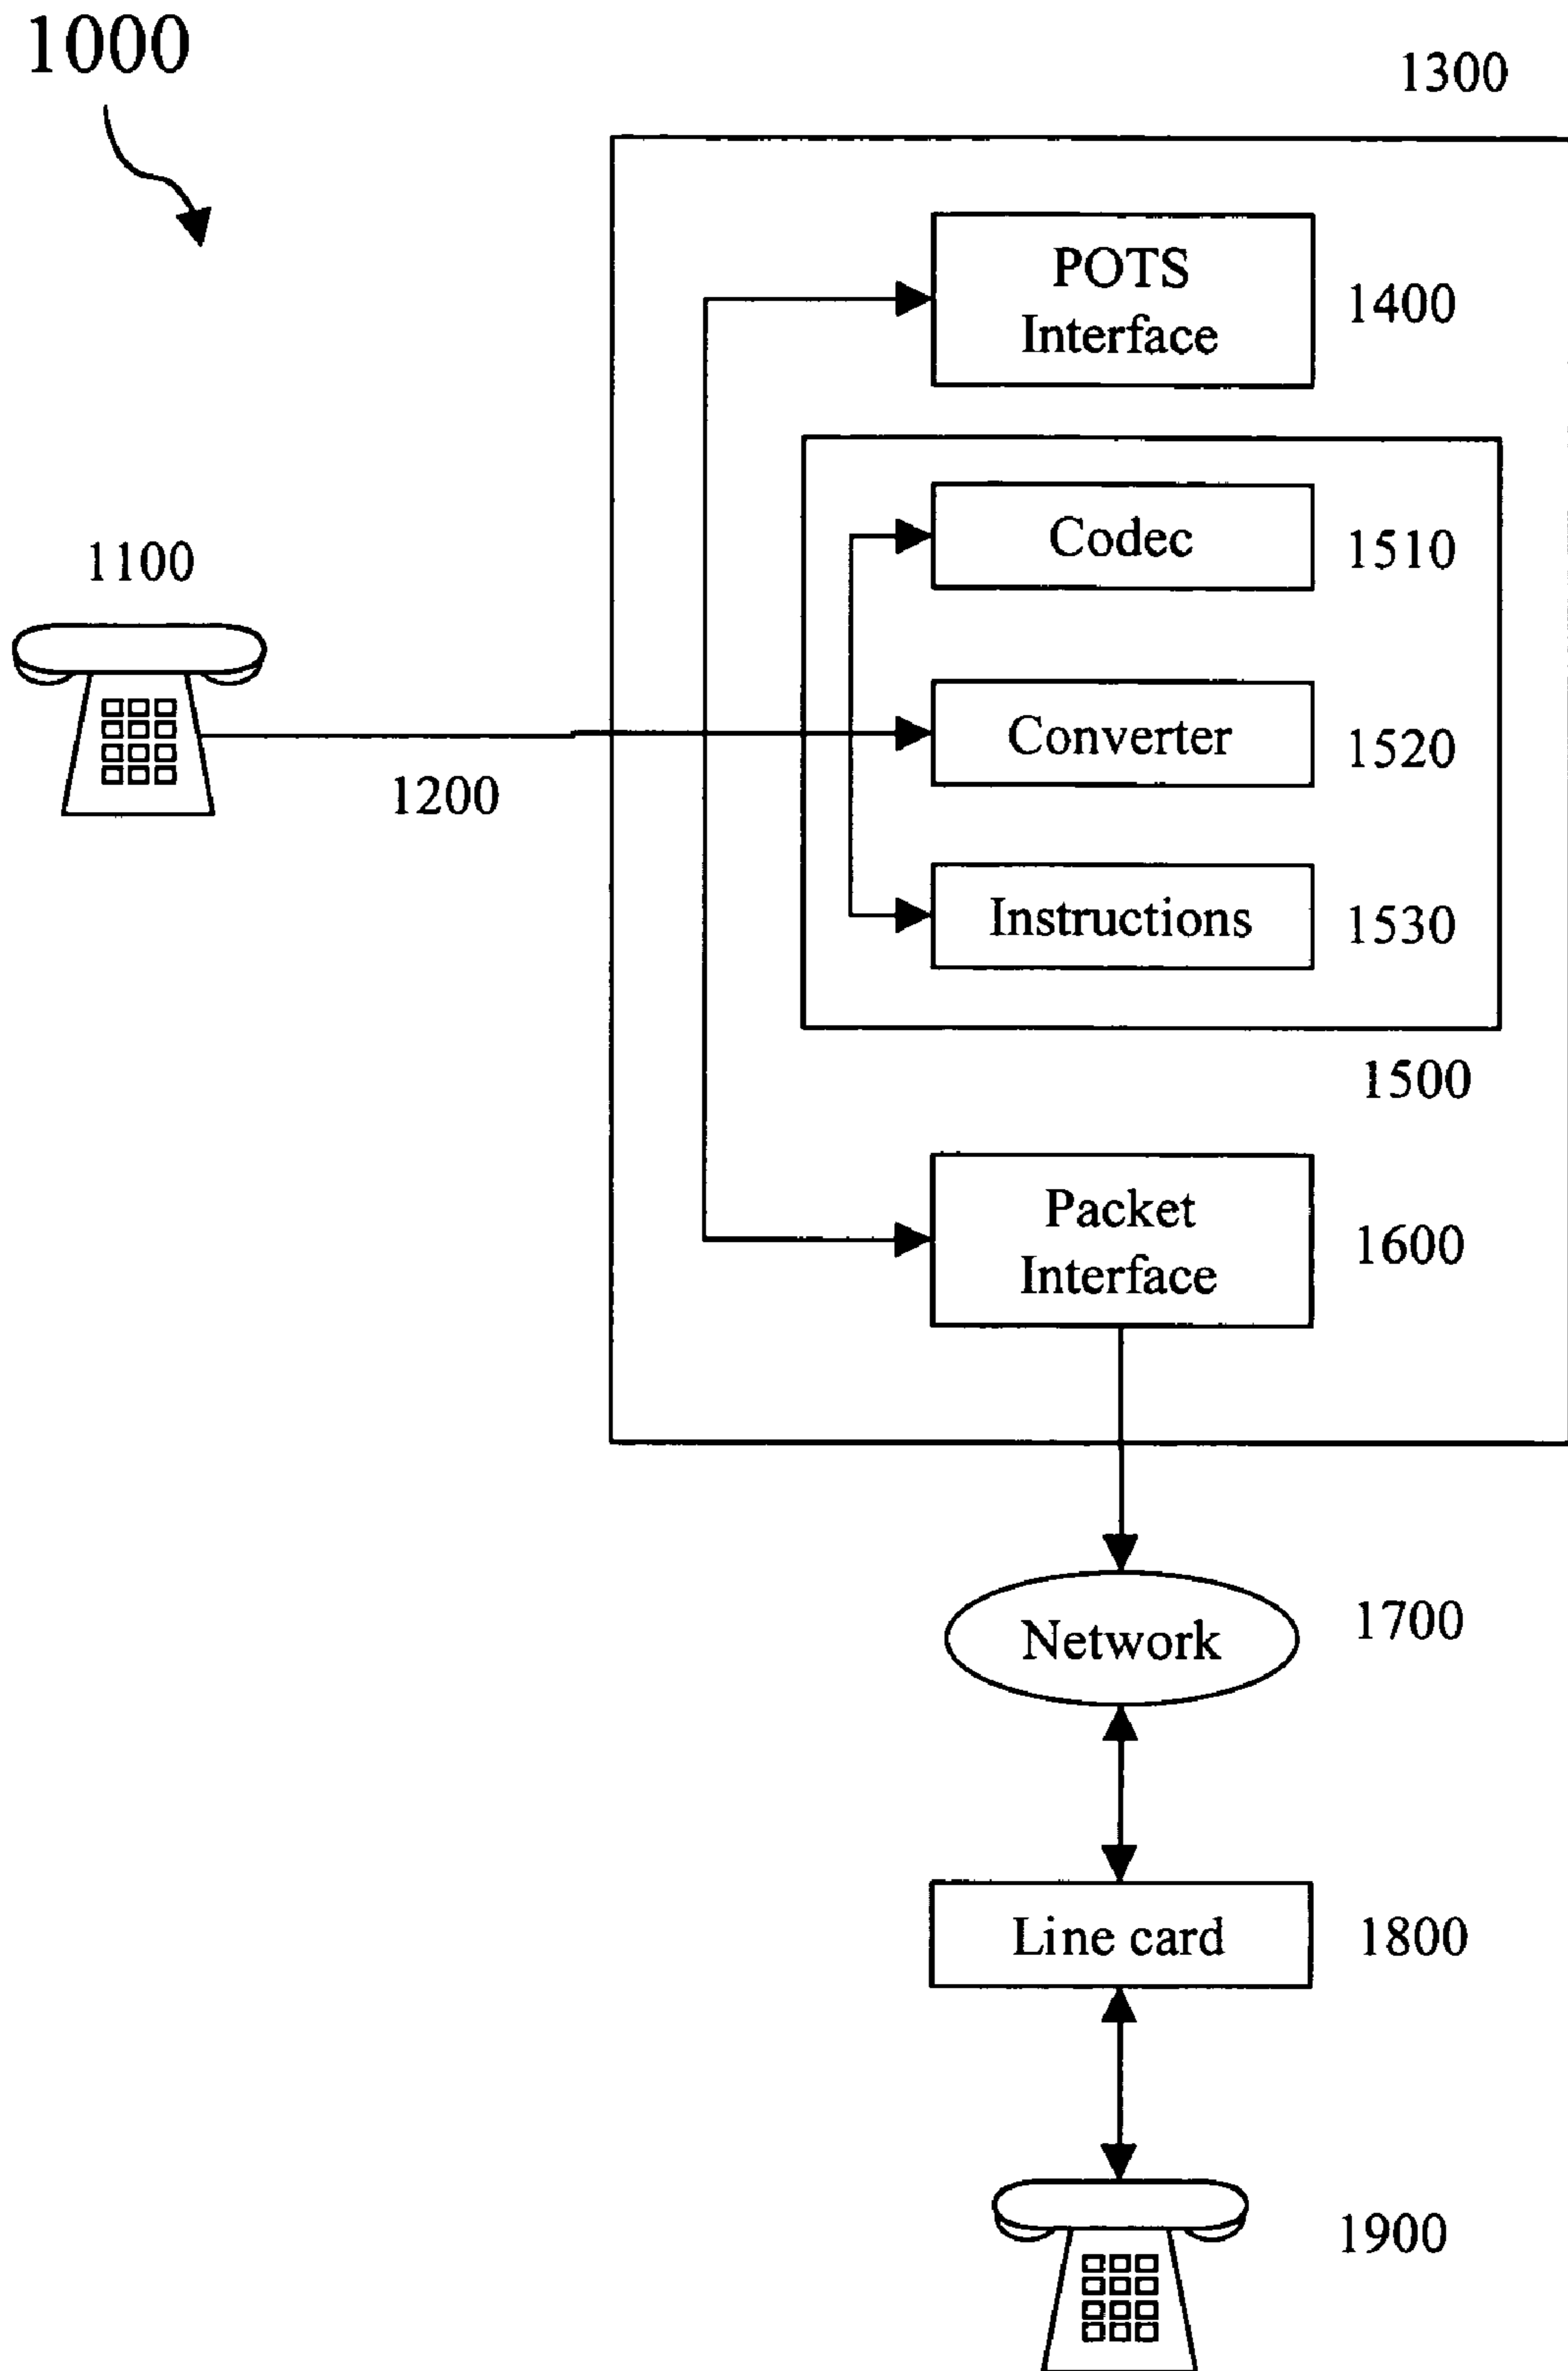 1000
1300
POTS
Interface
1400
Codec
1510
1100
Converter
1520
1200
Instructions
1530
1500
Packet
Interface
1600
Network
1700
Line card
1800
1900